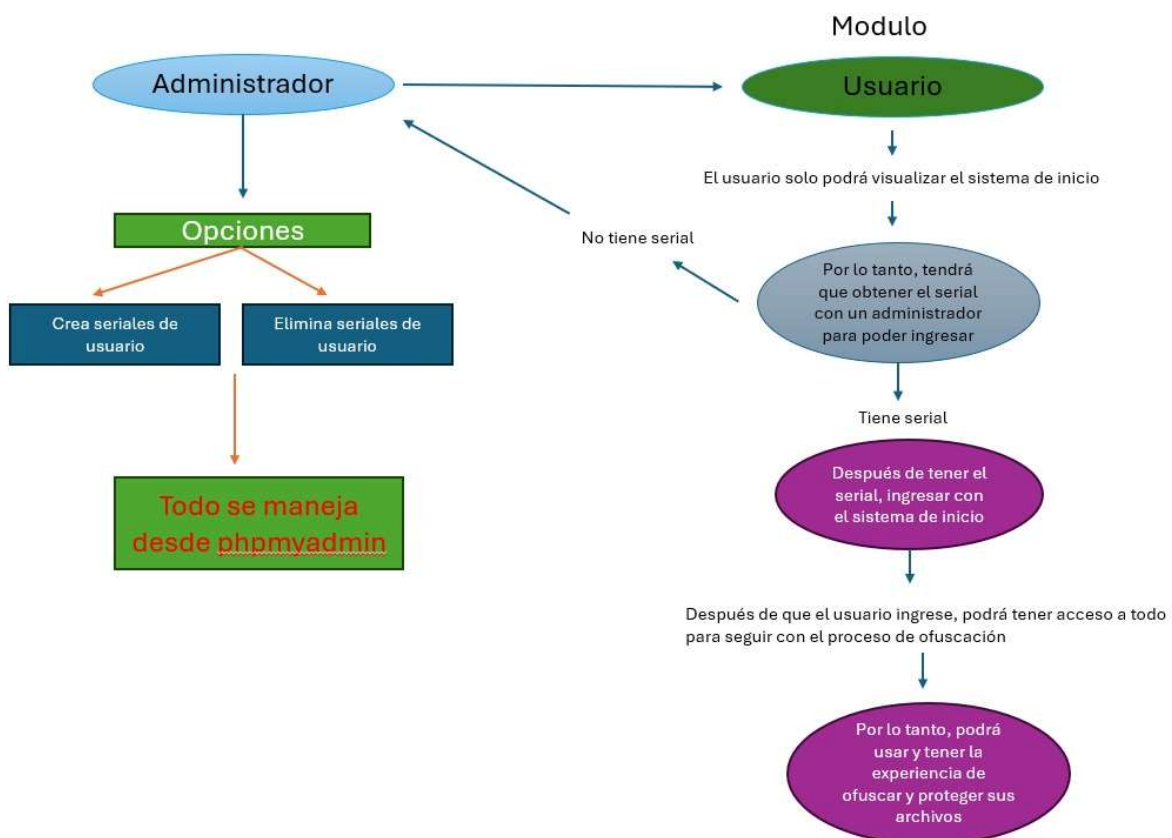 Modulo
Administrador
Usuario
El usuario solo podrá visualizar el sistema de inicio
Opciones
No tiene serial
Por lo tanto, tendrá
que obtener el serial
con un administrador
para poder ingresar
Crea seriales de
usuario
Elimina seriales de
usuario
Tiene serial
Después de tener el
serial, ingresar con
el sistema de inicio
Todo se maneja
desde phpmyadmin
Después de que el usuario ingrese, podrá tener acceso a todo
para seguir con el proceso de ofuscación
Por lo tanto, podrá
usar y tener la
experiencia de
ofuscar y proteger sus
archivos